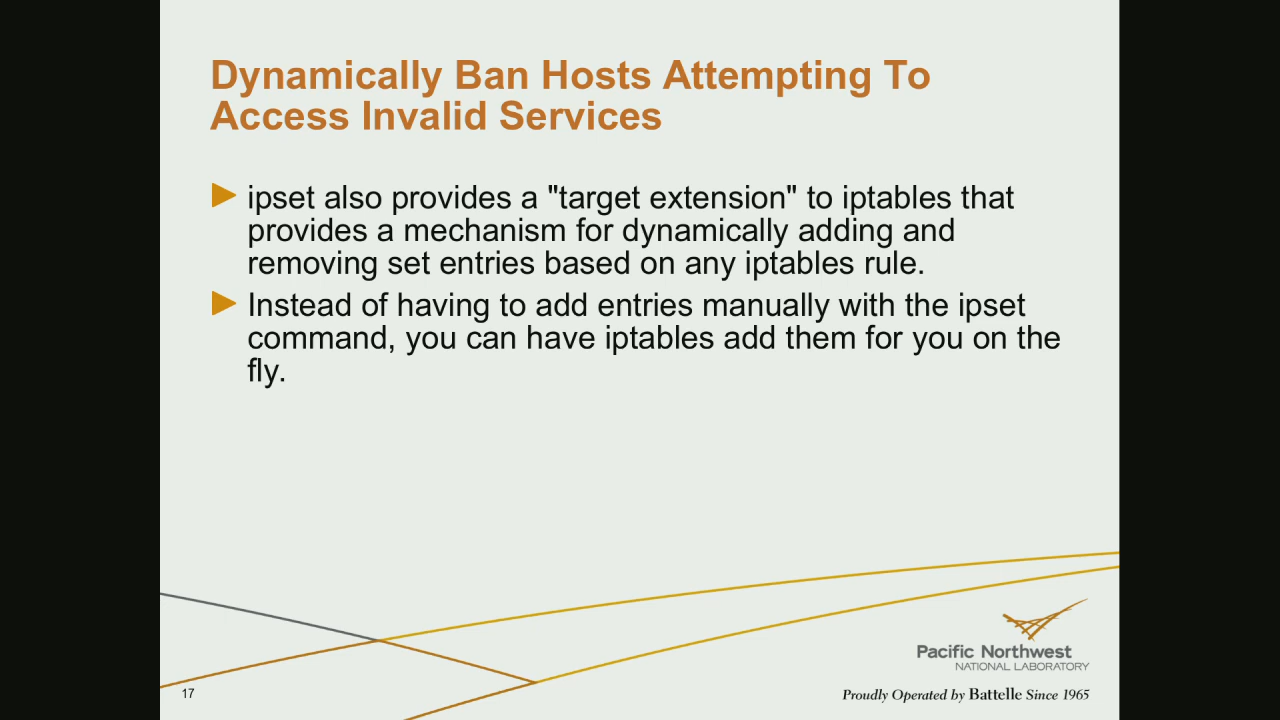 Dynamically Ban Hosts Attempting To
Access Invalid Services
ipset also provides a "target extension" to iptables that
provides a mechanism for dynamically adding and
removing set entries based on any iptables rule.
Instead of having to add entries manually with the ipset
command, you can have iptables add them for you on the
fly.
Pacific Northwest
NATIONAL LABORATORY
17
Proudly Operated by Battelle Since 1965